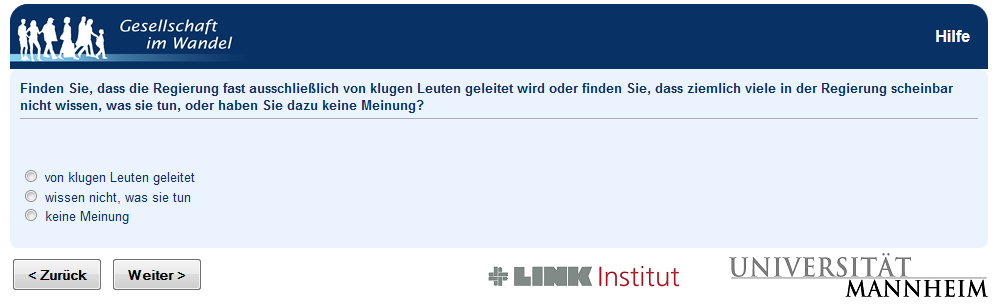 Gesellschaft
im Wandel
Hilfe
Finden Sie, dass die Regierung fast ausschließlich von klugen Leuten geleitet wird oder finden Sie, dass ziemlich viele in der Regierung scheinbar
nicht wissen, was sie tun, oder haben Sie dazu keine Meinung?
von klugen Leuten geleitet
wissen nicht, was sie tun
keine Meinung
< Zurück
Weiter >
LINK Institut
UNIVERSITÄT
MANNHEIM